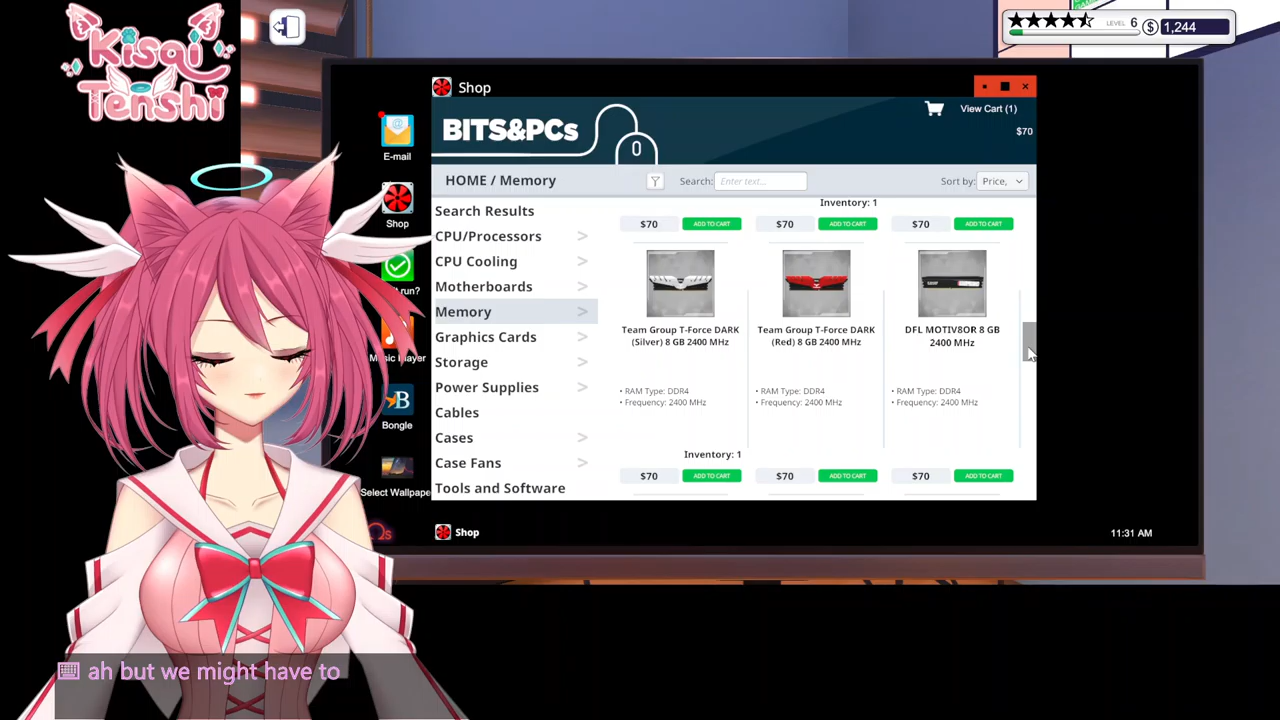 Kisai
Tenshi
LEVEL 6
$ 1,244
Shop
BITS&PCs
View Cart (1)
$70
HOME / Memory
Search:
Enter text...
Sort by:
Price,
E-mail
Shop
run?
Music Player
Bongle
Select Wallpape
Search Results
CPU/Processors >
CPU Cooling >
Motherboards >
Memory >
Graphics Cards >
Storage >
Power Supplies >
Cables
Cases >
Case Fans >
Tools and Software
Inventory: 1
$70 ADD TO CART
$70 ADD TO CART
$70 ADD TO CART
Team Group T-Force DARK
(Silver) 8 GB 2400 MHz
• RAM Type: DDR4
• Frequency: 2400 MHz
Team Group T-Force DARK
(Red) 8 GB 2400 MHz
• RAM Type: DDR4
• Frequency: 2400 MHz
DFL MOTIV8OR 8 GB
2400 MHz
• RAM Type: DDR4
• Frequency: 2400 MHz
Inventory: 1
$70 ADD TO CART
$70 ADD TO CART
$70 ADD TO CART
Shop
11:31 AM
ah but we might have to